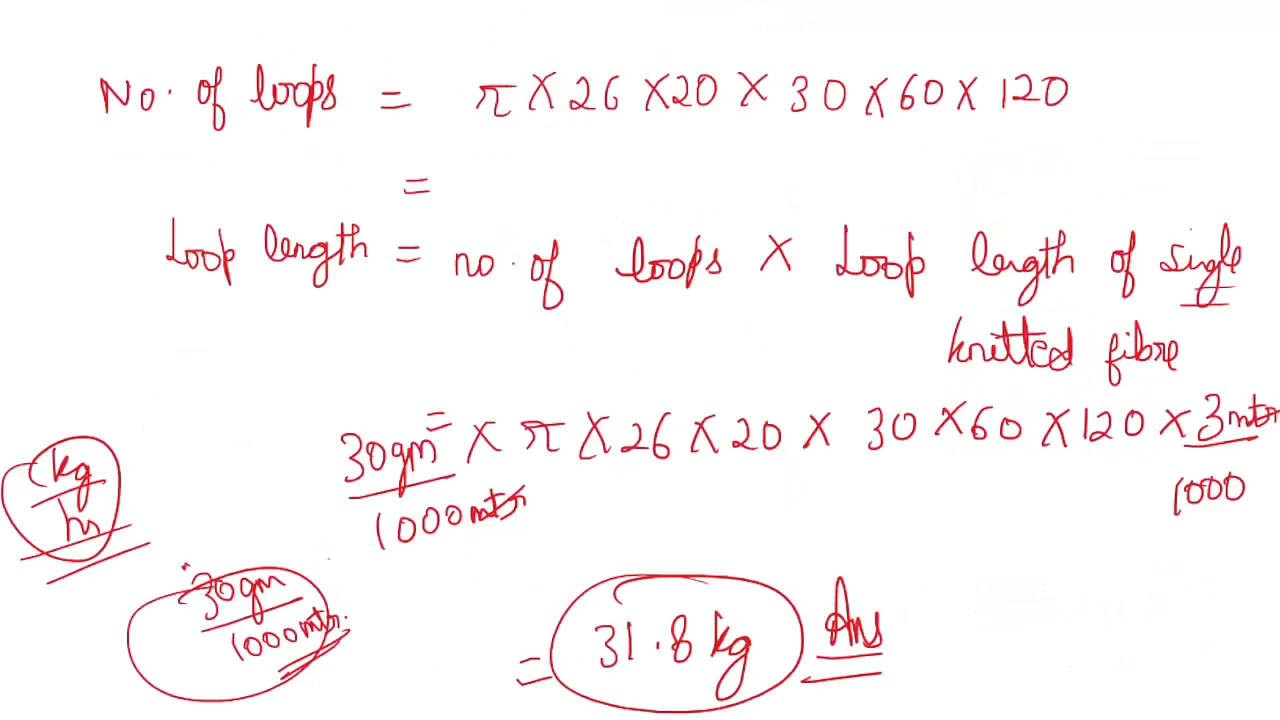 No. of loops = π × 26 × 20 × 30 × 60 × 120
=
Loop length = no. of loops × Loop length of single
knitted fibre
=
30gm/1000mtr × π × 26 × 20 × 30 × 60 × 120 × 3mtr/1000
kg/hr
30gm/1000mtr.
= 31.8 kg Ans